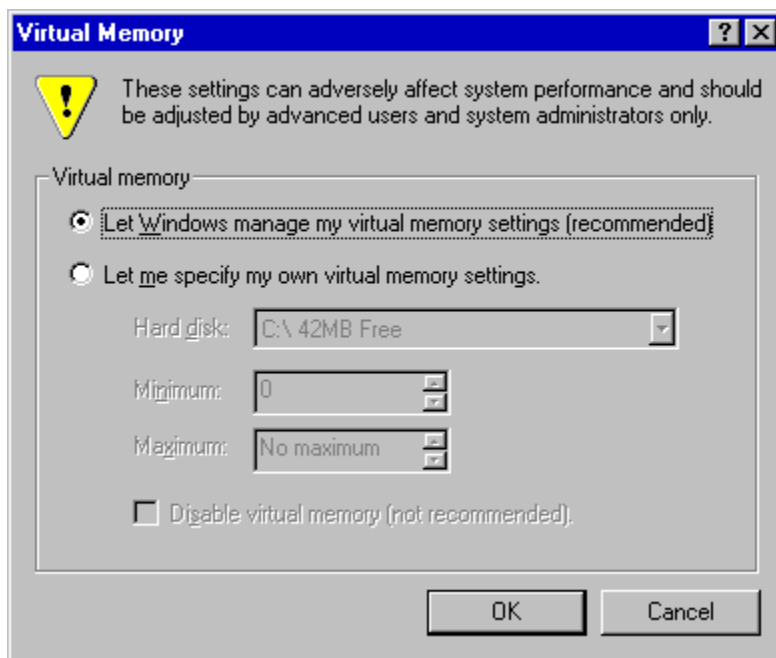 Virtual Memory
These settings can adversely affect system performance and should
be adjusted by advanced users and system administrators only.
Virtual memory
Let Windows manage my virtual memory settings (recommended)
Let me specify my own virtual memory settings.
Hard disk: C:\ 42MB Free
Minimum: 0
Maximum: No maximum
Disable virtual memory (not recommended).
OK Cancel